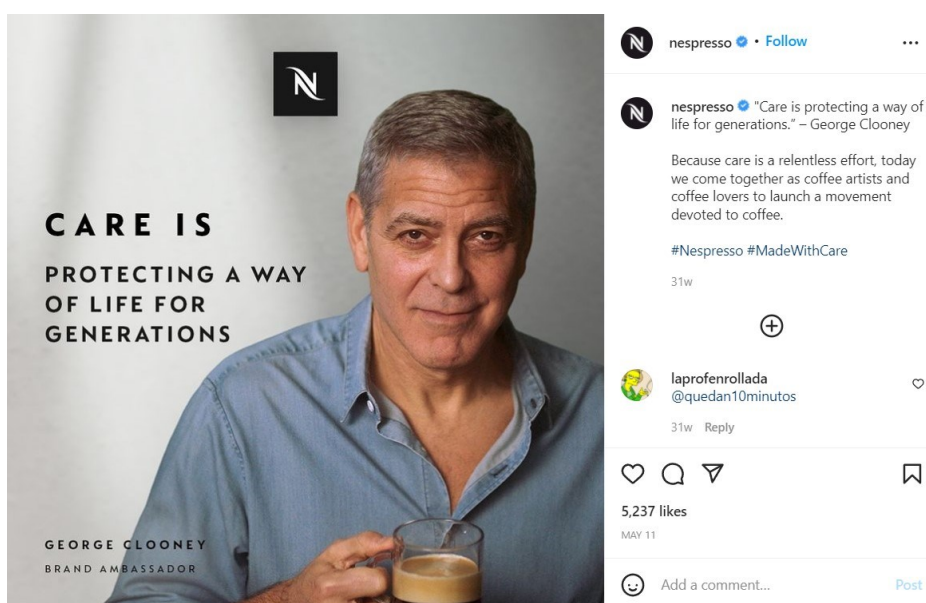 N
CARE IS
PROTECTING A WAY
OF LIFE FOR
GENERATIONS
GEORGE CLOONEY
BRAND AMBASSADOR
N
nespresso • Follow
N
nespresso "Care is protecting a way of
life for generations." – George Clooney
Because care is a relentless effort, today
we come together as coffee artists and
coffee lovers to launch a movement
devoted to coffee.
#Nespresso #MadeWithCare
31w
laprofenrollada
@quedan10minutos
31w Reply
5,237 likes
MAY 11
Add a comment... Post